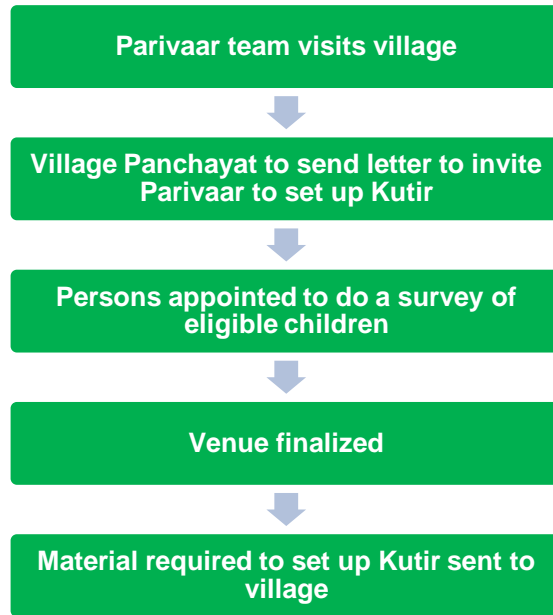 Parivaar team visits village
Village Panchayat to send letter to invite
Parivaar to set up Kutir
Persons appointed to do a survey of
eligible children
Venue finalized
Material required to set up Kutir sent to
village